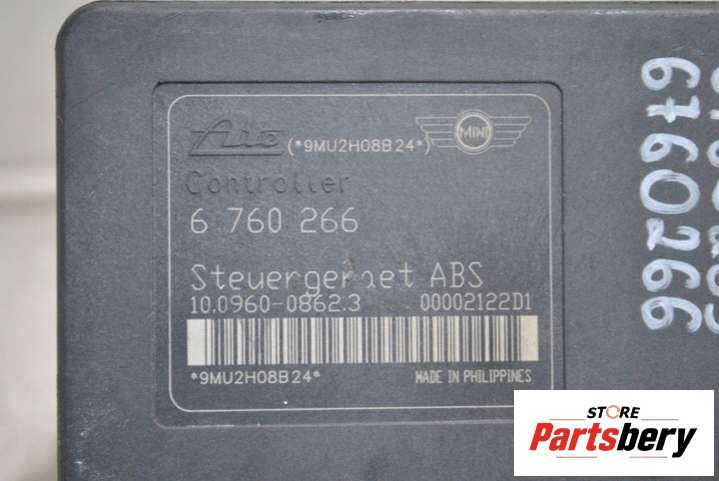 Ate (*9MU2H08B24*) MINI
Controller
6 760 266
Steuergeraet ABS
10.0960-0862.3 00002122D1
*9MU2H08B24* MADE IN PHILIPPINES
6760266
STORE
Partsbery